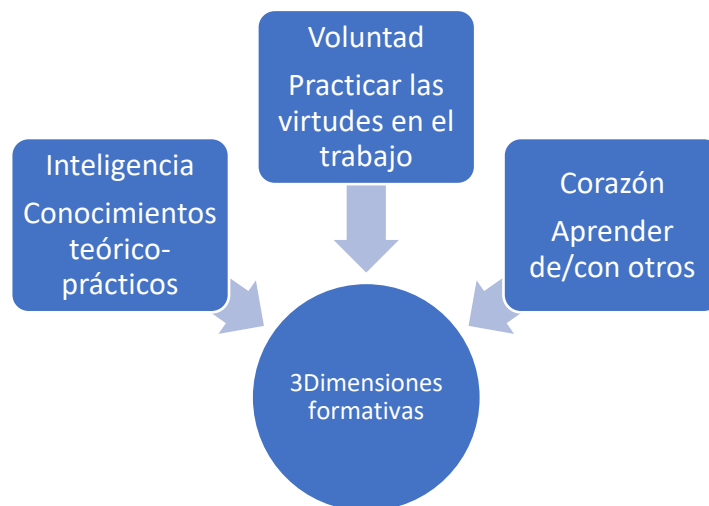 Voluntad
Practicar las
virtudes en el
trabajo
Inteligencia
Conocimientos
teórico-
prácticos
Corazón
Aprender
de/con otros
3Dimensiones
formativas